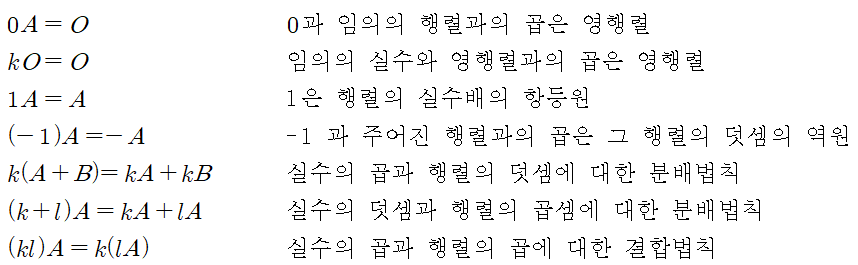 0A = O 0과 임의의 행렬과의 곱은 영행렬
kO = O 임의의 실수와 영행렬과의 곱은 영행렬
1A = A 1은 행렬의 실수배의 항등원
(-1)A = -A -1 과 주어진 행렬과의 곱은 그 행렬의 덧셈의 역원
k(A+B) = kA+kB 실수의 곱과 행렬의 덧셈에 대한 분배법칙
(k+l)A = kA+lA 실수의 덧셈과 행렬의 곱셈에 대한 분배법칙
(kl)A = k(lA) 실수의 곱과 행렬의 곱에 대한 결합법칙